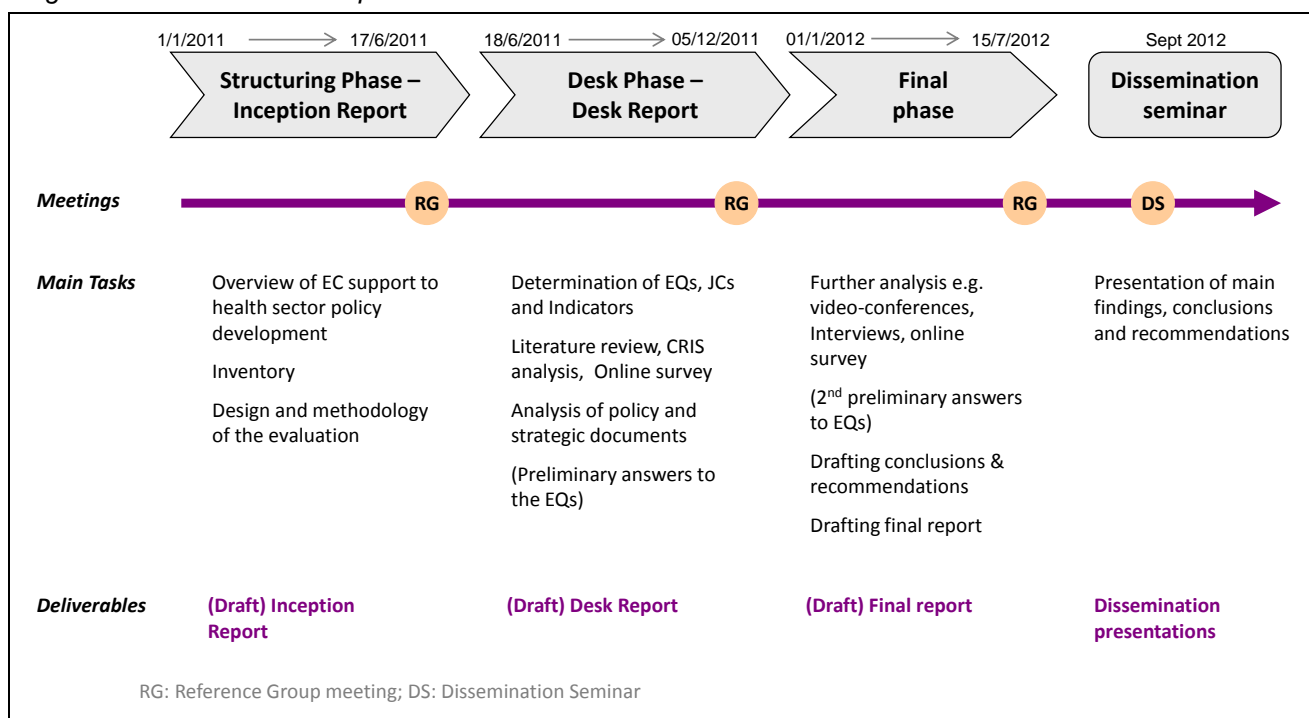 1/1/2011 17/6/2011 18/6/2011 05/12/2011 01/1/2012 15/7/2012 Sept 2012
Structuring Phase –
Inception Report
Desk Phase –
Desk Report
Final
phase
Dissemination
seminar
Meetings RG RG RG DS
Main Tasks
Overview of EC support to
health sector policy
development
Inventory
Design and methodology
of the evaluation
Determination of EQs, JCs
and Indicators
Literature review, CRIS
analysis, Online survey
Analysis of policy and
strategic documents
(Preliminary answers to
the EQs)
Further analysis e.g.
video-conferences,
Interviews, online
survey
(2nd preliminary answers
to EQs)
Drafting conclusions &
recommendations
Drafting final report
Presentation of main
findings, conclusions
and recommendations
Deliverables
(Draft) Inception
Report
(Draft) Desk Report
(Draft) Final report
Dissemination
presentations
RG: Reference Group meeting; DS: Dissemination Seminar